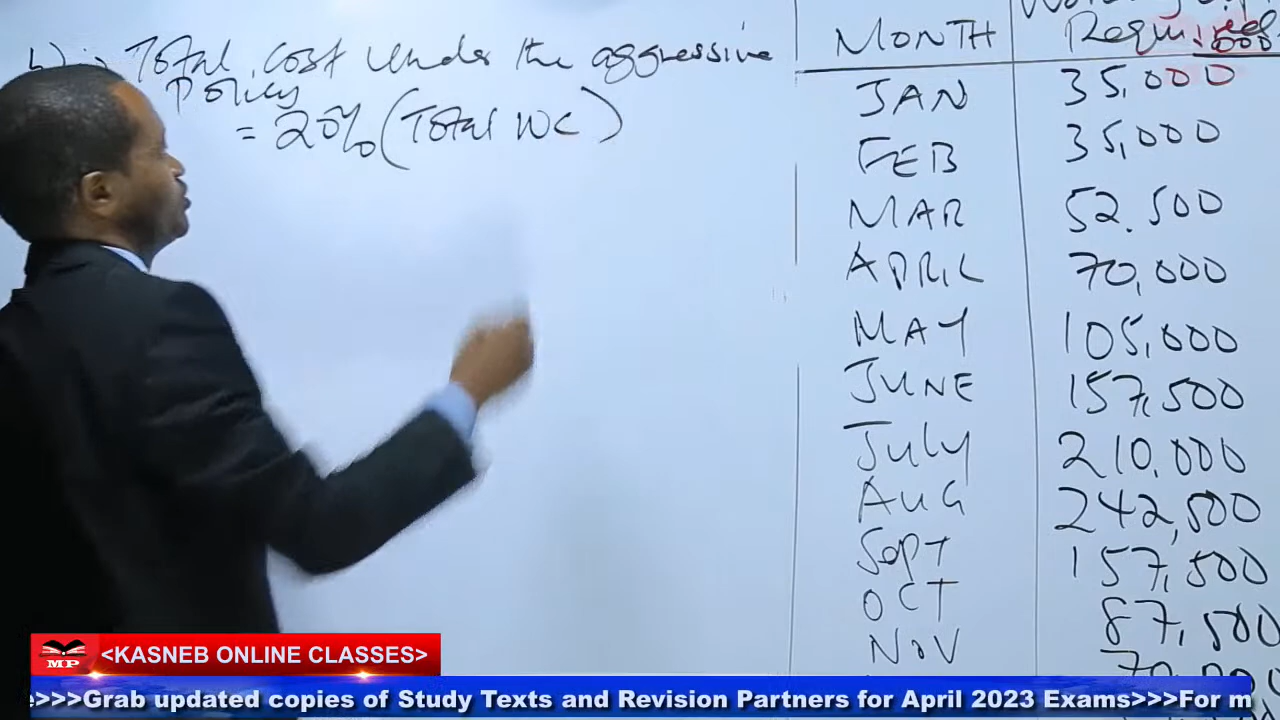 b) i. Total cost under the aggressive
Policy
= 20% (Total WC)
MONTH Required
000
JAN 35,000
FEB 35,000
MAR 52.500
APRIL 70,000
MAY 105,000
JUNE 157,500
July 210,000
AUG 242,500
Sept 157,500
OCT 87,500
NOV
MP
<KASNEB ONLINE CLASSES>
>>>Grab updated copies of Study Texts and Revision Partners for April 2023 Exams>>>For m